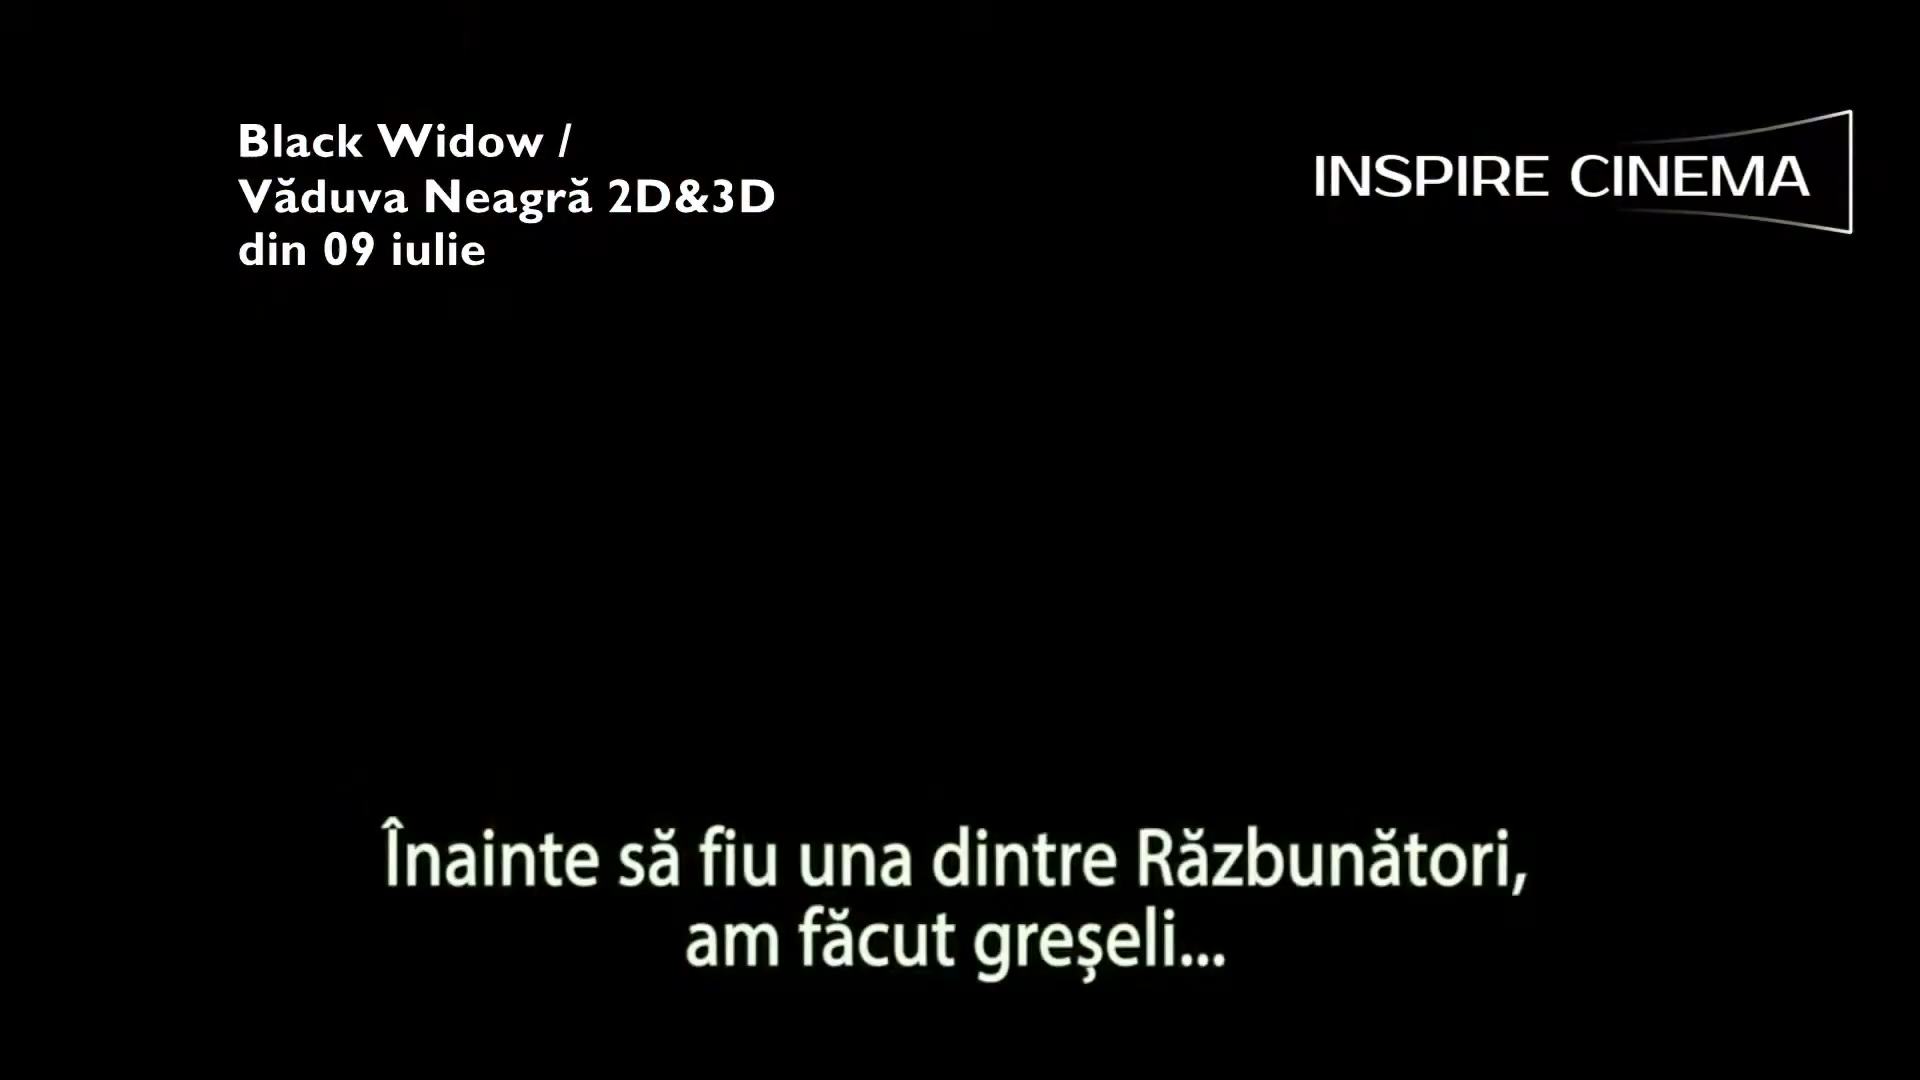 Black Widow /
Văduva Neagră 2D&3D
din 09 iulie
INSPIRE CINEMA
Înainte să fiu una dintre Răzbunători,
am făcut greșeli...